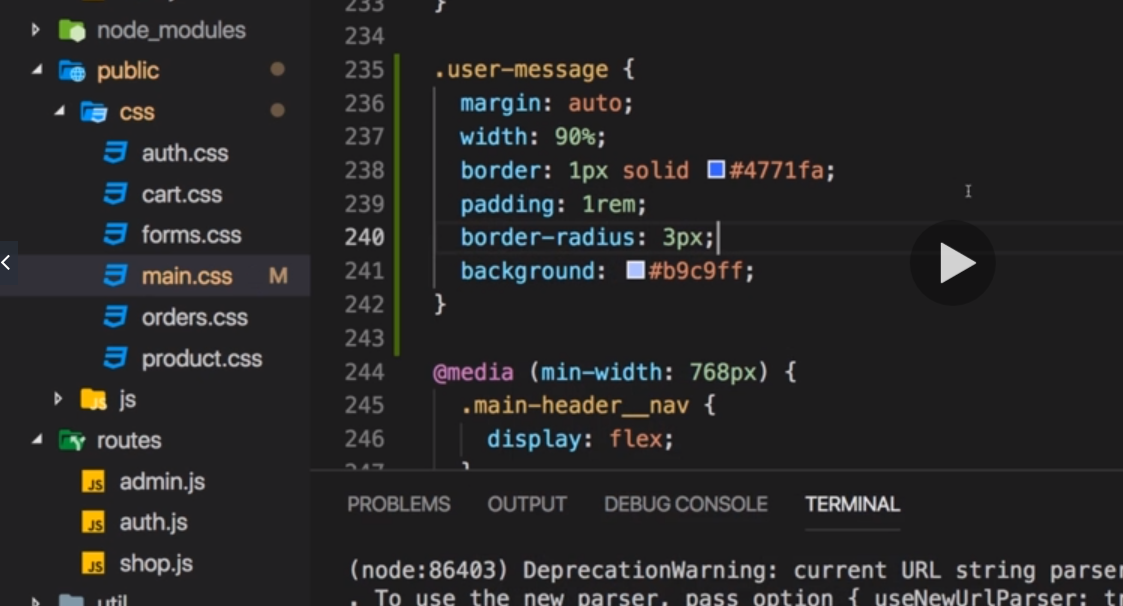 node_modules
public
css
auth.css
cart.css
forms.css
main.css M
orders.css
product.css
js
routes
admin.js
auth.js
shop.js
util
233 }
234
235 .user-message {
236 margin: auto;
237 width: 90%;
238 border: 1px solid #4771fa;
239 padding: 1rem;
240 border-radius: 3px;
241 background: #b9c9ff;
242 }
243
244 @media (min-width: 768px) {
245 .main-header__nav {
246 display: flex;
247 }
PROBLEMS OUTPUT DEBUG CONSOLE TERMINAL
(node:86403) DeprecationWarning: current URL string parser
. To use the new parser, pass option { useNewUrlParser: tr